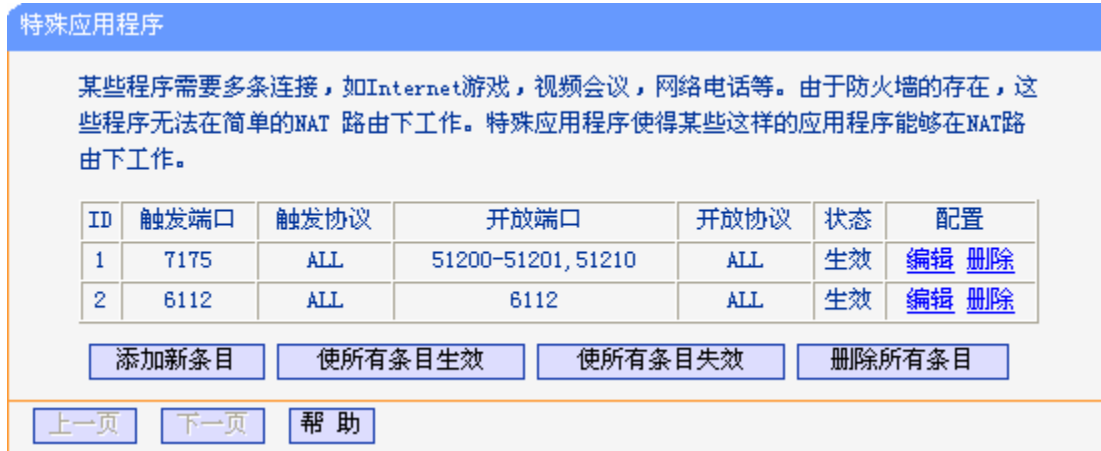 特殊应用程序
某些程序需要多条连接，如Internet游戏，视频会议，网络电话等。由于防火墙的存在，这
些程序无法在简单的NAT 路由下工作。特殊应用程序使得某些这样的应用程序能够在NAT路
由下工作。
ID 触发端口 触发协议 开放端口 开放协议 状态 配置
1 7175 ALL 51200-51201,51210 ALL 生效 编辑 删除
2 6112 ALL 6112 ALL 生效 编辑 删除
添加新条目 使所有条目生效 使所有条目失效 删除所有条目
上一页 下一页 帮 助